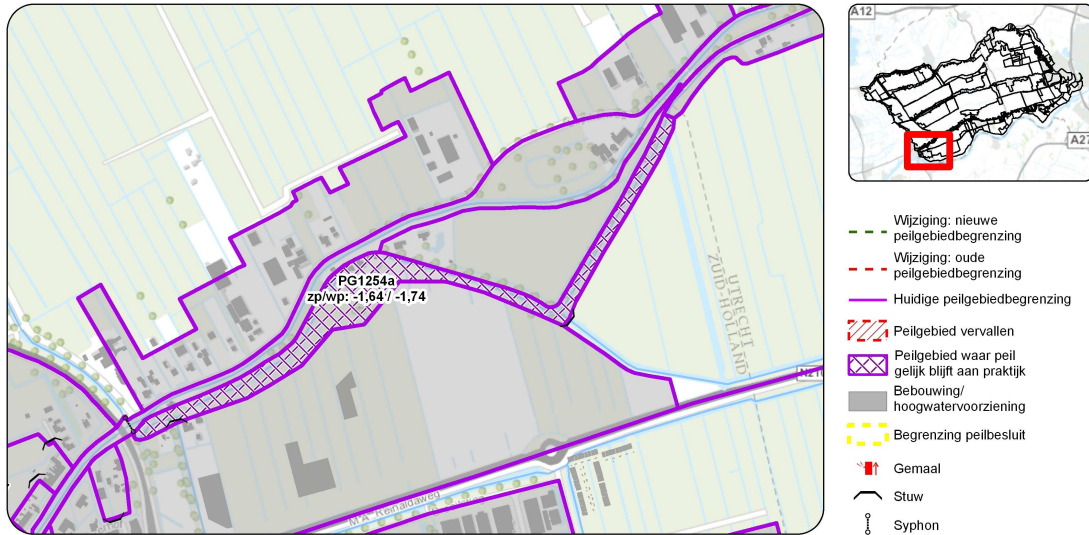 PG1254a
zp/wp: -1,64 / -1,74
UTRECHT
ZUID-HOLLAND
M.A. Reinaldaweg
A12
A27
Wijziging: nieuwe
peilgebiedbegrenzing
Wijziging: oude
peilgebiedbegrenzing
Huidige peilgebiedbegrenzing
Peilgebied vervallen
Peilgebied waar peil
gelijk blijft aan praktijk
Bebouwing/
hoogwatervoorziening
Begrenzing peilbesluit
Gemaal
Stuw
Syphon